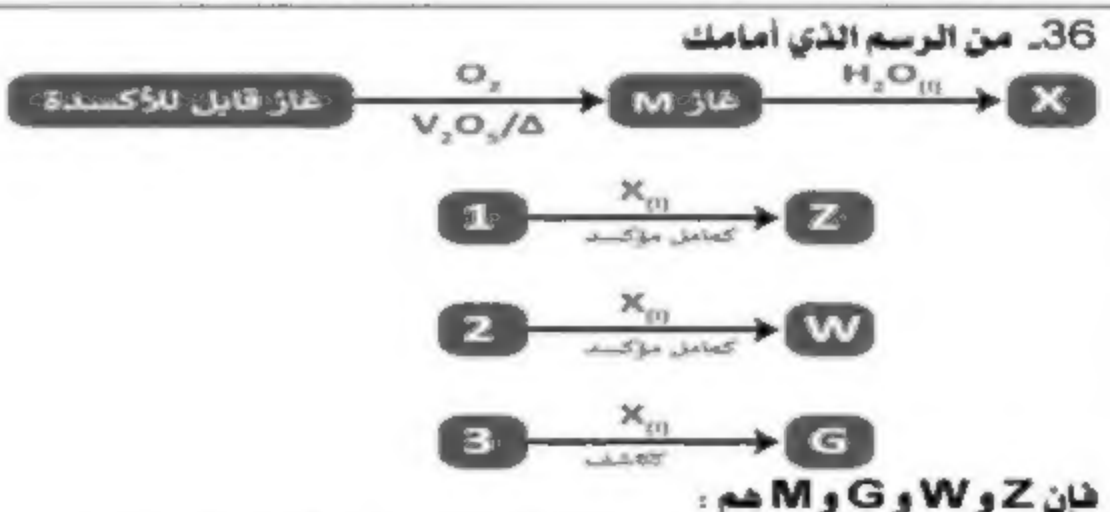 36ـ من الرسم الذي أمامك
غاز قابل للأكسدة O₂ V₂O₅/Δ غاز M H₂O(l) X
1 X(l) كعامل مؤكسد Z
2 X(l) كعامل مؤكسد W
3 X(l) ككاشف G
فإن Z و W و G و M هم :